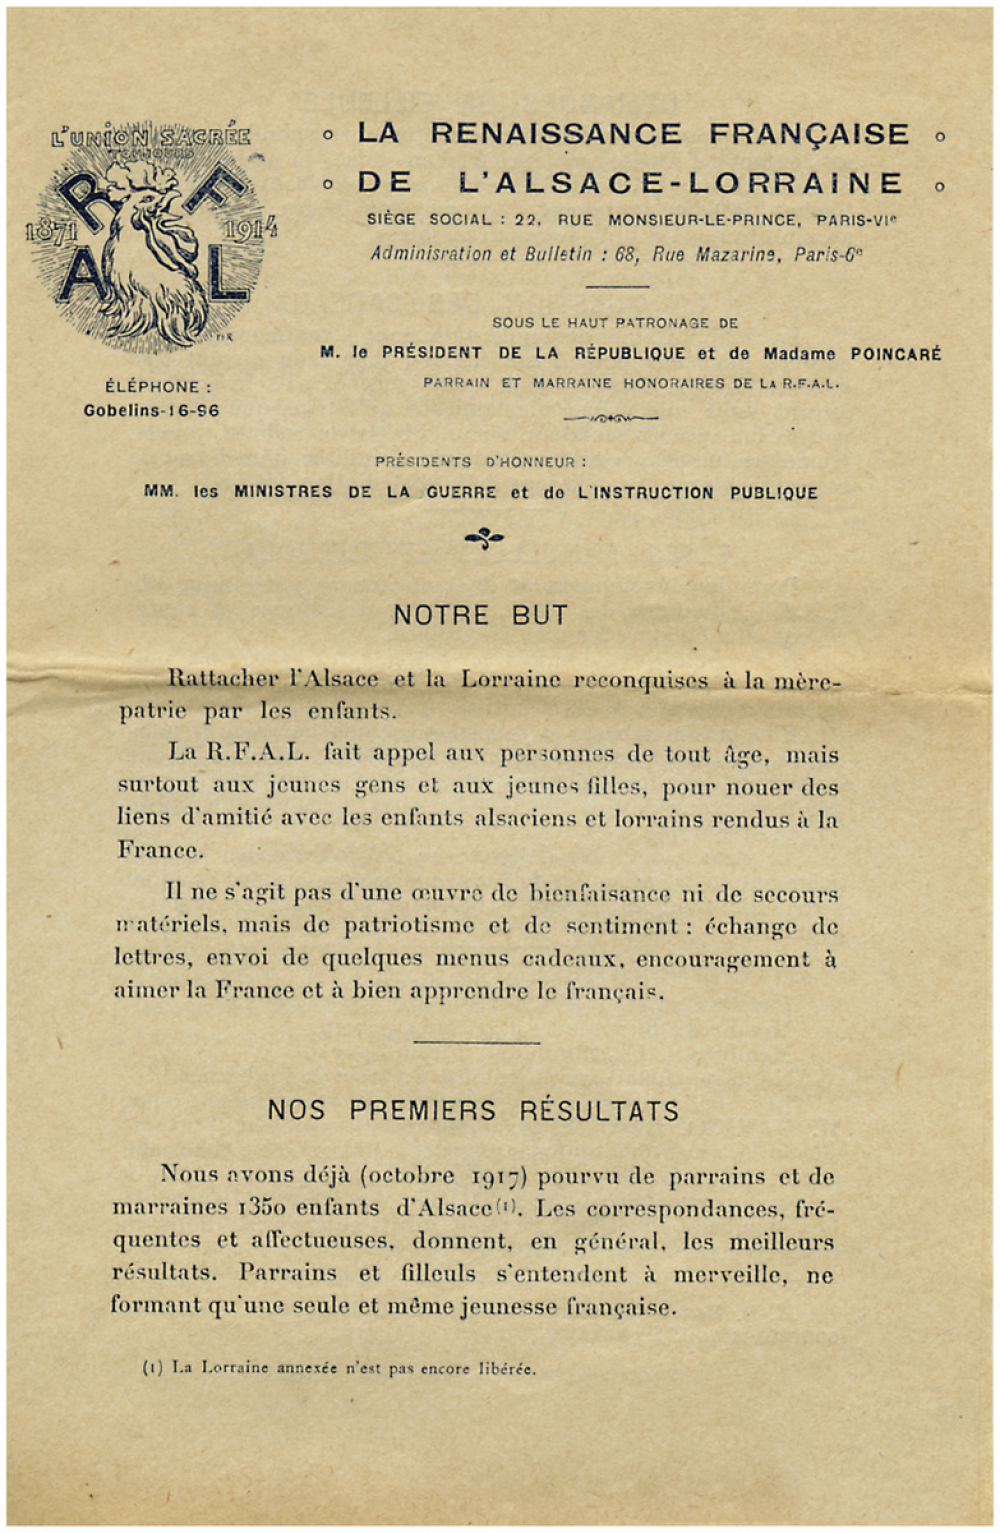 L'UNION SACRÉE
TOUJOURS
R F
1871 1914
A L
ÉLÉPHONE :
Gobelins-16-96
LA RENAISSANCE FRANÇAISE
DE L'ALSACE-LORRAINE
SIÈGE SOCIAL : 22, RUE MONSIEUR-LE-PRINCE, PARIS-VIe
Adminisration et Bulletin : 68, Rue Mazarine, Paris-6e
SOUS LE HAUT PATRONAGE DE
M. le PRÉSIDENT DE LA RÉPUBLIQUE et de Madame POINCARÉ
PARRAIN ET MARRAINE HONORAIRES DE LA R.F.A.L.
PRÉSIDENTS D'HONNEUR :
MM. les MINISTRES DE LA GUERRE et de L'INSTRUCTION PUBLIQUE
NOTRE BUT
Rattacher l'Alsace et la Lorraine reconquises à la mère-
patrie par les enfants.
La R.F.A.L. fait appel aux personnes de tout âge, mais
surtout aux jeunes gens et aux jeunes filles, pour nouer des
liens d'amitié avec les enfants alsaciens et lorrains rendus à la
France.
Il ne s'agit pas d'une œuvre de bienfaisance ni de secours
matériels, mais de patriotisme et de sentiment : échange de
lettres, envoi de quelques menus cadeaux, encouragement à
aimer la France et à bien apprendre le français.
NOS PREMIERS RÉSULTATS
Nous avons déjà (octobre 1917) pourvu de parrains et de
marraines 1350 enfants d'Alsace(1). Les correspondances, fré-
quentes et affectueuses, donnent, en général, les meilleurs
résultats. Parrains et filleuls s'entendent à merveille, ne
formant qu'une seule et même jeunesse française.
(1) La Lorraine annexée n'est pas encore libérée.